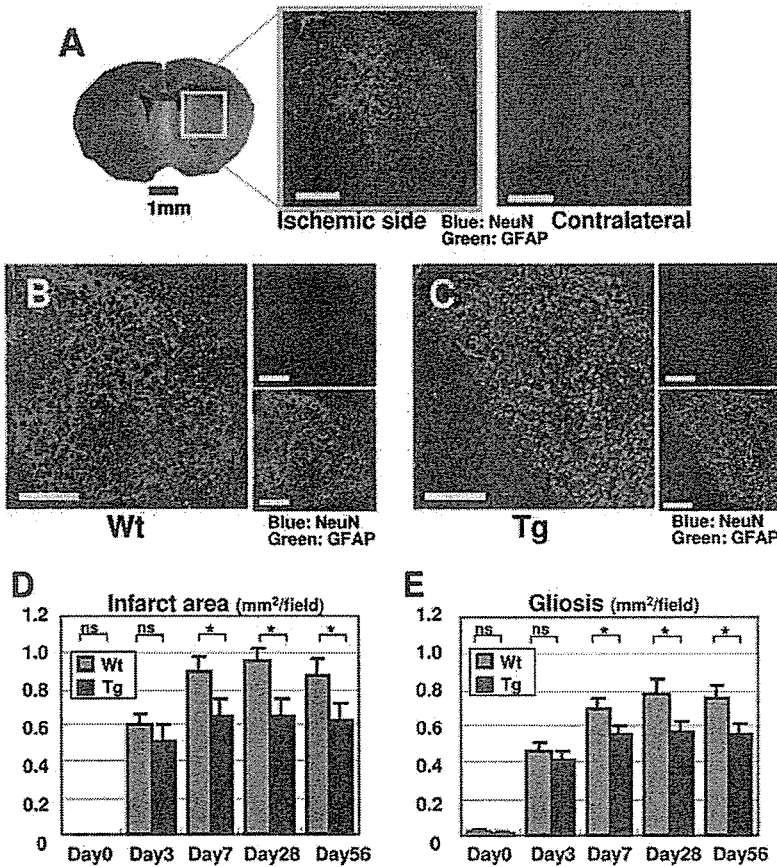 A
1mm
Ischemic side
Blue: NeuN
Green: GFAP
Contralateral
B
Wt
Blue: NeuN
Green: GFAP
C
Tg
Blue: NeuN
Green: GFAP
D
Infarct area (mm²/field)
1.2
1.0
0.8
0.6
0.4
0.2
0
ns
ns
*
*
*
Wt
Tg
Day0
Day3
Day7
Day28
Day56
E
Gliosis (mm²/field)
1.2
1.0
0.8
0.6
0.4
0.2
0
ns
ns
*
*
*
Wt
Tg
Day0
Day3
Day7
Day28
Day56